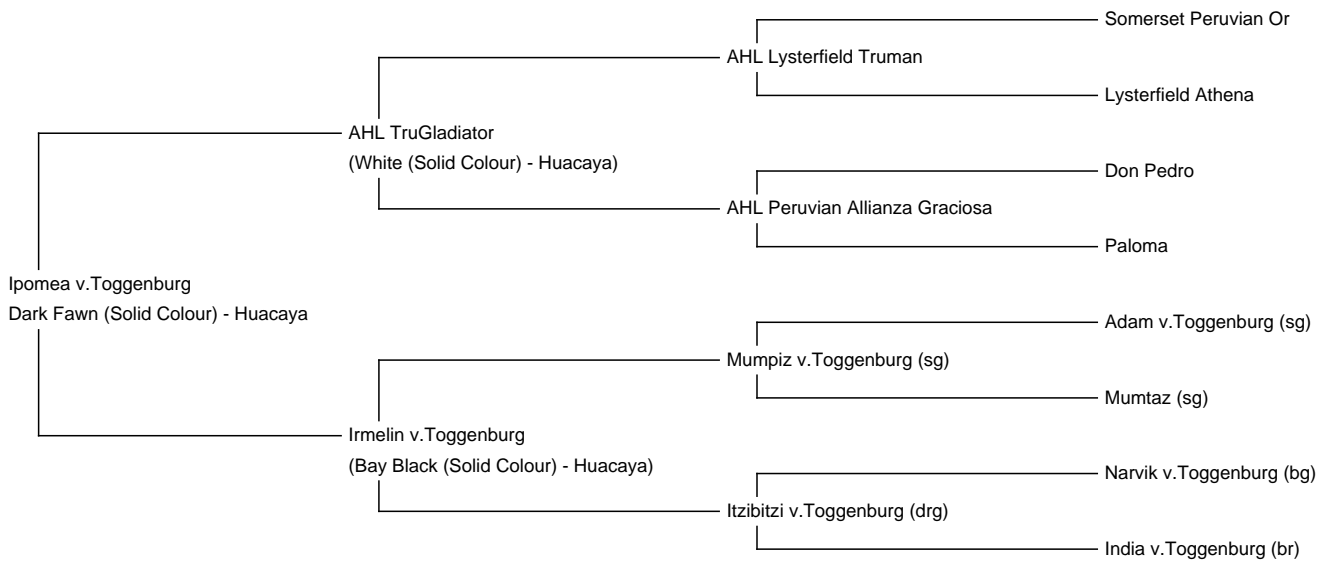 Somerset Peruvian Or
AHL Lysterfield Truman
Lysterfield Athena
AHL TruGladiator
(White (Solid Colour) - Huacaya)
Don Pedro
AHL Peruvian Allianza Graciosa
Paloma
Ipomea v.Toggenburg
Dark Fawn (Solid Colour) - Huacaya
Adam v.Toggenburg (sg)
Mumpiz v.Toggenburg (sg)
Mumtaz (sg)
Irmelin v.Toggenburg
(Bay Black (Solid Colour) - Huacaya)
Narvik v.Toggenburg (bg)
Itzibitzi v.Toggenburg (drg)
India v.Toggenburg (br)